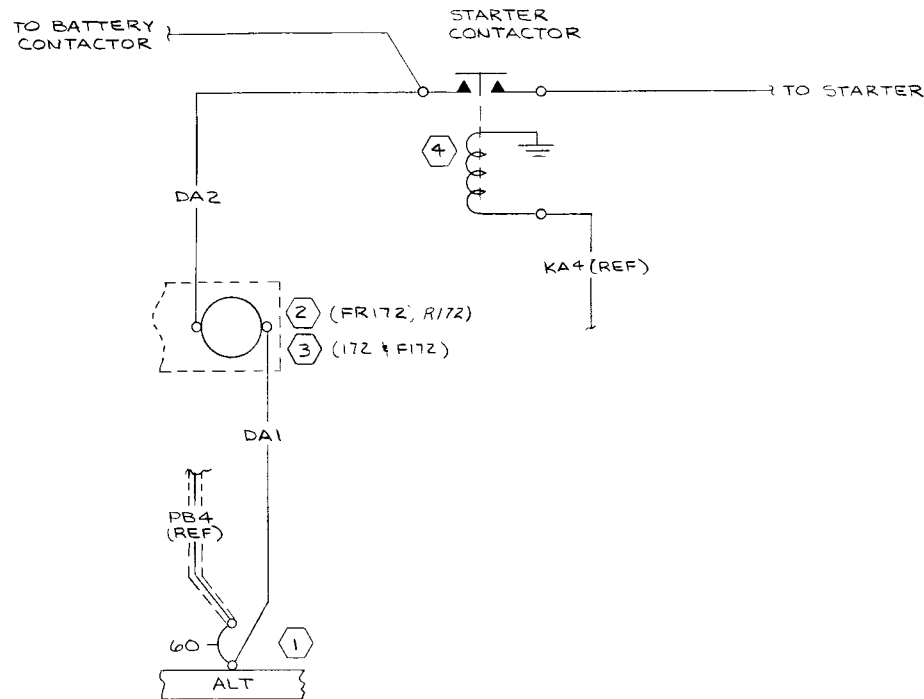 TO BATTERY
CONTACTOR
STARTER
CONTACTOR
TO STARTER
4
DA2
KA4 (REF)
2 (FR172, R172)
3 (172 & F172)
DA1
PB4
(REF)
60
1
ALT